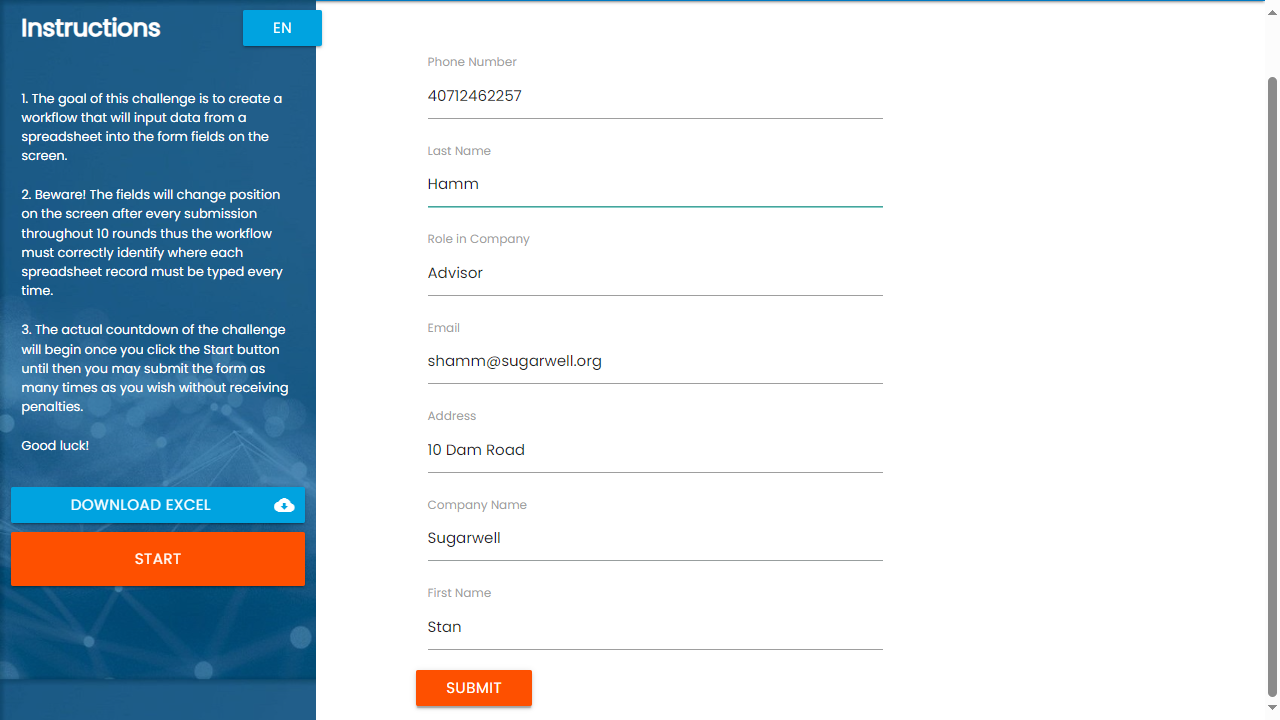 Instructions
EN
1. The goal of this challenge is to create a
workflow that will input data from a
spreadsheet into the form fields on the
screen.
2. Beware! The fields will change position
on the screen after every submission
throughout 10 rounds thus the workflow
must correctly identify where each
spreadsheet record must be typed every
time.
3. The actual countdown of the challenge
will begin once you click the Start button
until then you may submit the form as
many times as you wish without receiving
penalties.
Good luck!
DOWNLOAD EXCEL
START
Phone Number
40712462257
Last Name
Hamm
Role in Company
Advisor
Email
shamm@sugarwell.org
Address
10 Dam Road
Company Name
Sugarwell
First Name
Stan
SUBMIT